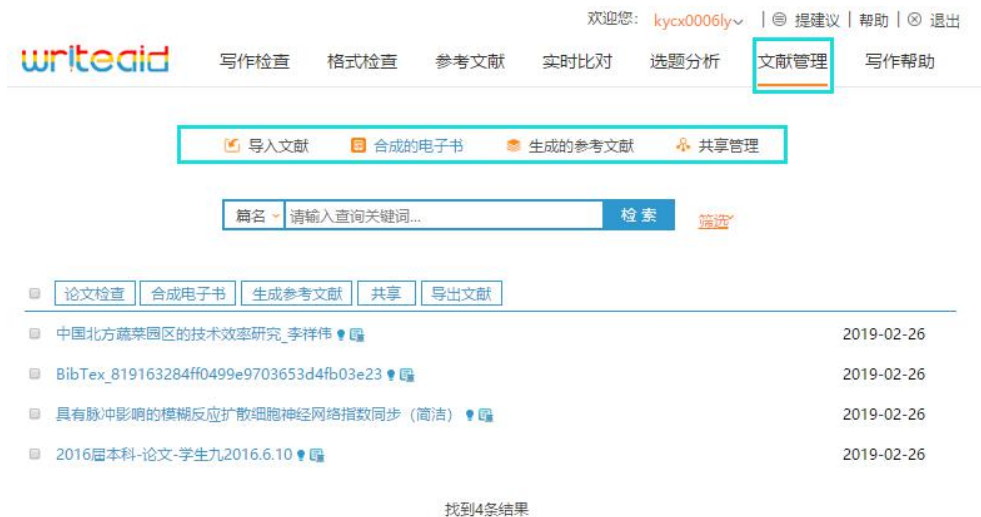 欢迎您: kycx0006ly | 提建议 | 帮助 | 退出
writeaid 写作检查 格式检查 参考文献 实时比对 选题分析 文献管理 写作帮助
导入文献 合成的电子书 生成的参考文献 共享管理
篇名 请输入查询关键词... 检索 筛选
论文检查 合成电子书 生成参考文献 共享 导出文献
中国北方蔬菜园区的技术效率研究_李祥伟 2019-02-26
BibTex_819163284ff0499e9703653d4fb03e23 2019-02-26
具有脉冲影响的模糊反应扩散细胞神经网络指数同步（简洁） 2019-02-26
2016届本科-论文-学生九2016.6.10 2019-02-26
找到4条结果